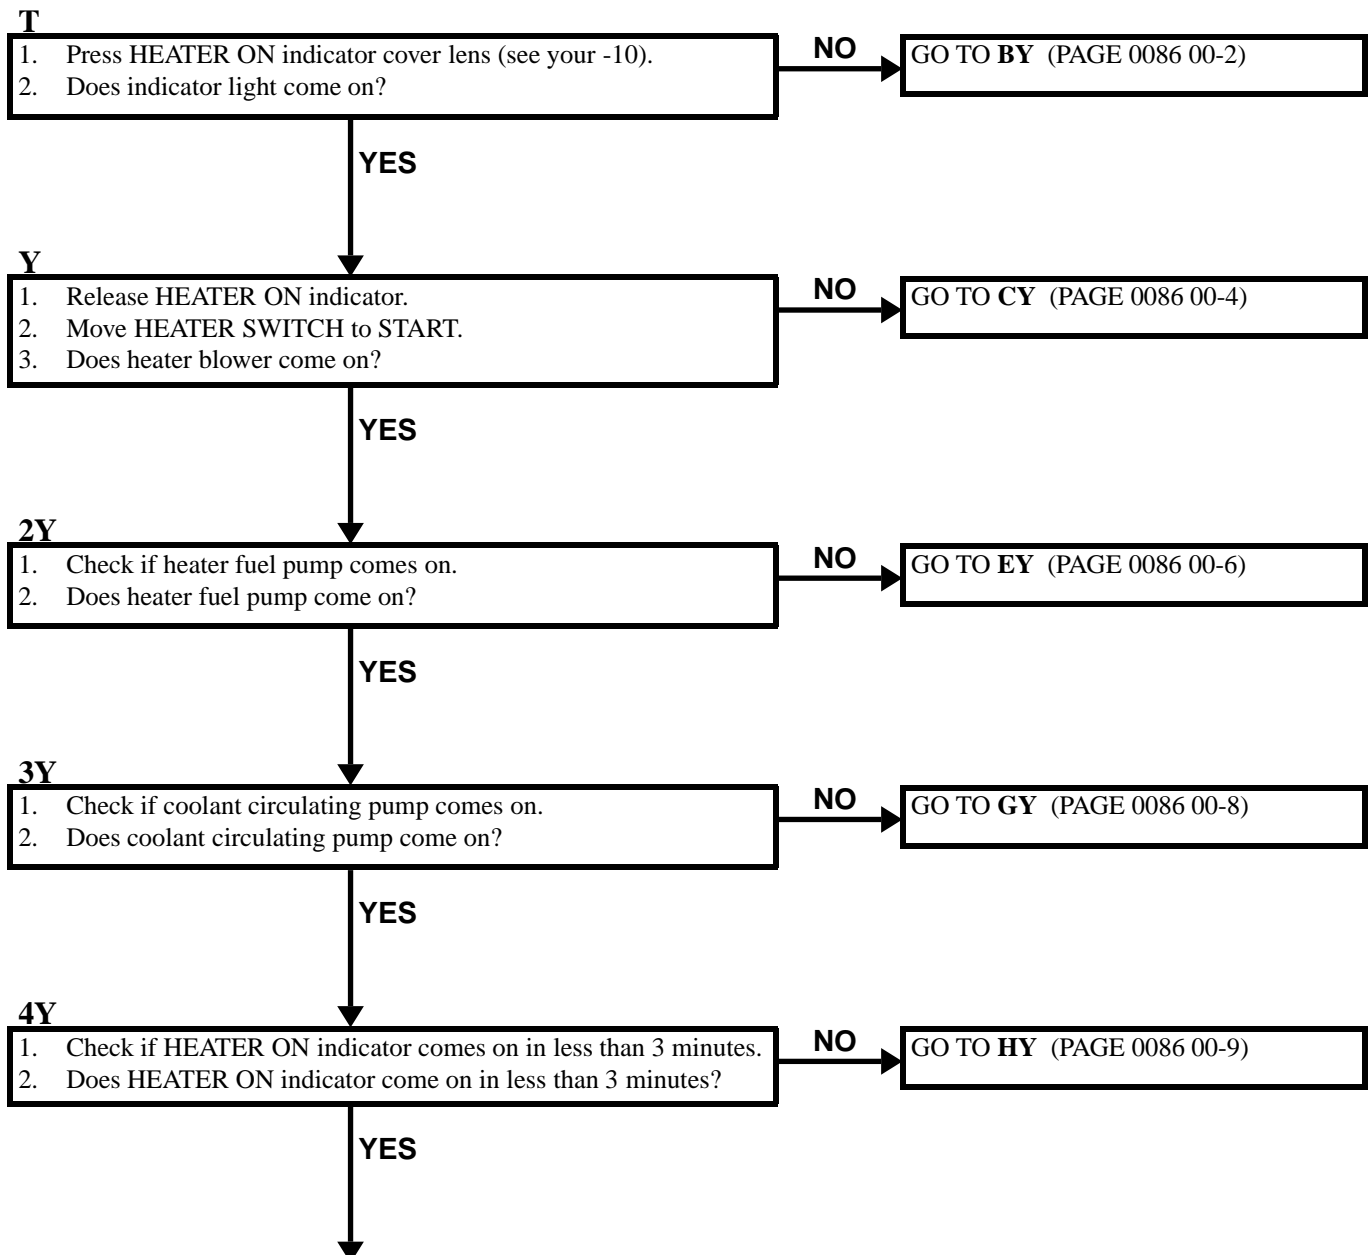 T
1. Press HEATER ON indicator cover lens (see your -10).
2. Does indicator light come on?
NO
GO TO BY (PAGE 0086 00-2)
YES
Y
1. Release HEATER ON indicator.
2. Move HEATER SWITCH to START.
3. Does heater blower come on?
NO
GO TO CY (PAGE 0086 00-4)
YES
2Y
1. Check if heater fuel pump comes on.
2. Does heater fuel pump come on?
NO
GO TO EY (PAGE 0086 00-6)
YES
3Y
1. Check if coolant circulating pump comes on.
2. Does coolant circulating pump come on?
NO
GO TO GY (PAGE 0086 00-8)
YES
4Y
1. Check if HEATER ON indicator comes on in less than 3 minutes.
2. Does HEATER ON indicator come on in less than 3 minutes?
NO
GO TO HY (PAGE 0086 00-9)
YES